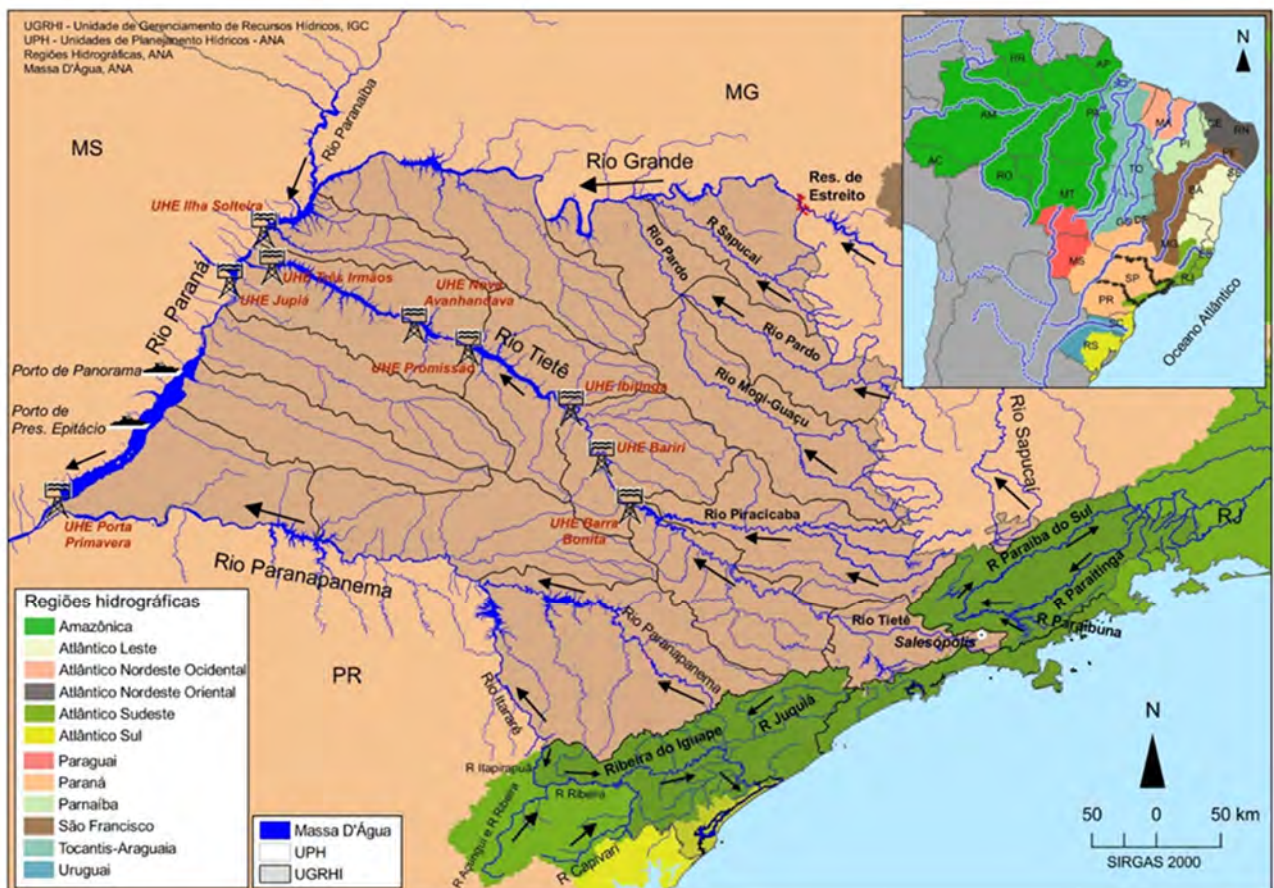 UGRHI - Unidade de Gerenciamento de Recursos Hídricos, IGC
UPH - Unidades de Planejamento Hídricos - ANA
Regiões Hidrográficas, ANA
Massa D'Água, ANA
MS
MG
Rio Paranaíba
Rio Grande
Res. de
Estreito
UHE Ilha Solteira
R Sapucaí
Rio Pardo
UHE Três Irmãos
UHE Jupiá
Rio Paraná
UHE Nova
Avanhandava
Rio Tietê
Rio Pardo
Porto de Panorama
UHE Promissão
UHE Ibitinga
Rio Mogi-Guaçu
Porto de
Pres. Epitácio
UHE Bariri
Rio Sapucaí
UHE Porta
Primavera
UHE Barra
Bonita
Rio Piracicaba
Rio Paranapanema
R Paraíba do Sul
RJ
R Paraitinga
R Paraibuna
Rio Tietê
Salesópolis
PR
Rio Paranapanema
Rio Itararé
R Juquiá
Ribeira do Iguape
R Itapirapuã
R Ribeira
R Açungui e R Ribeira
R Capivari
N
RR
AP
AM
PA
MA
CE
RN
PI
PE
AC
RO
TO
BA
SE
MT
GO
DF
MG
MS
SP
RJ
PR
SC
RS
Oceano Atlântico
Regiões hidrográficas
Amazônica
Atlântico Leste
Atlântico Nordeste Ocidental
Atlântico Nordeste Oriental
Atlântico Sudeste
Atlântico Sul
Paraguai
Paraná
Parnaíba
São Francisco
Tocantis-Araguaia
Uruguai
Massa D'Água
UPH
UGRHI
N
50 0 50 km
SIRGAS 2000